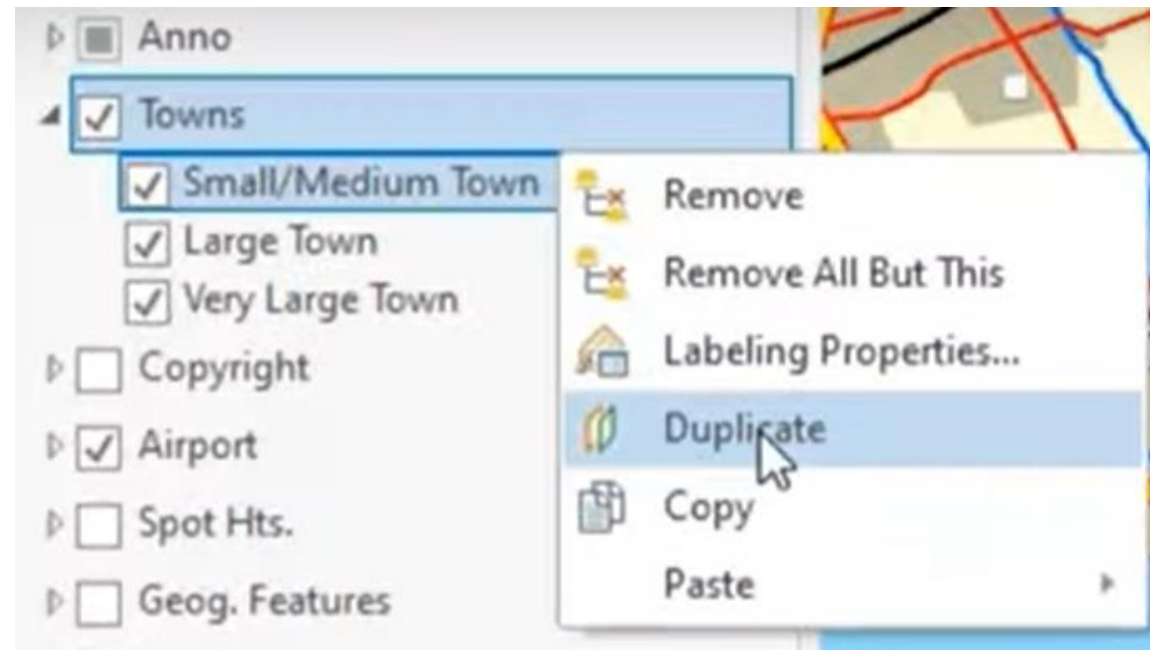 Anno
Towns
Small/Medium Town
Large Town
Very Large Town
Copyright
Airport
Spot Hts.
Geog. Features
Remove
Remove All But This
Labeling Properties...
Duplicate
Copy
Paste